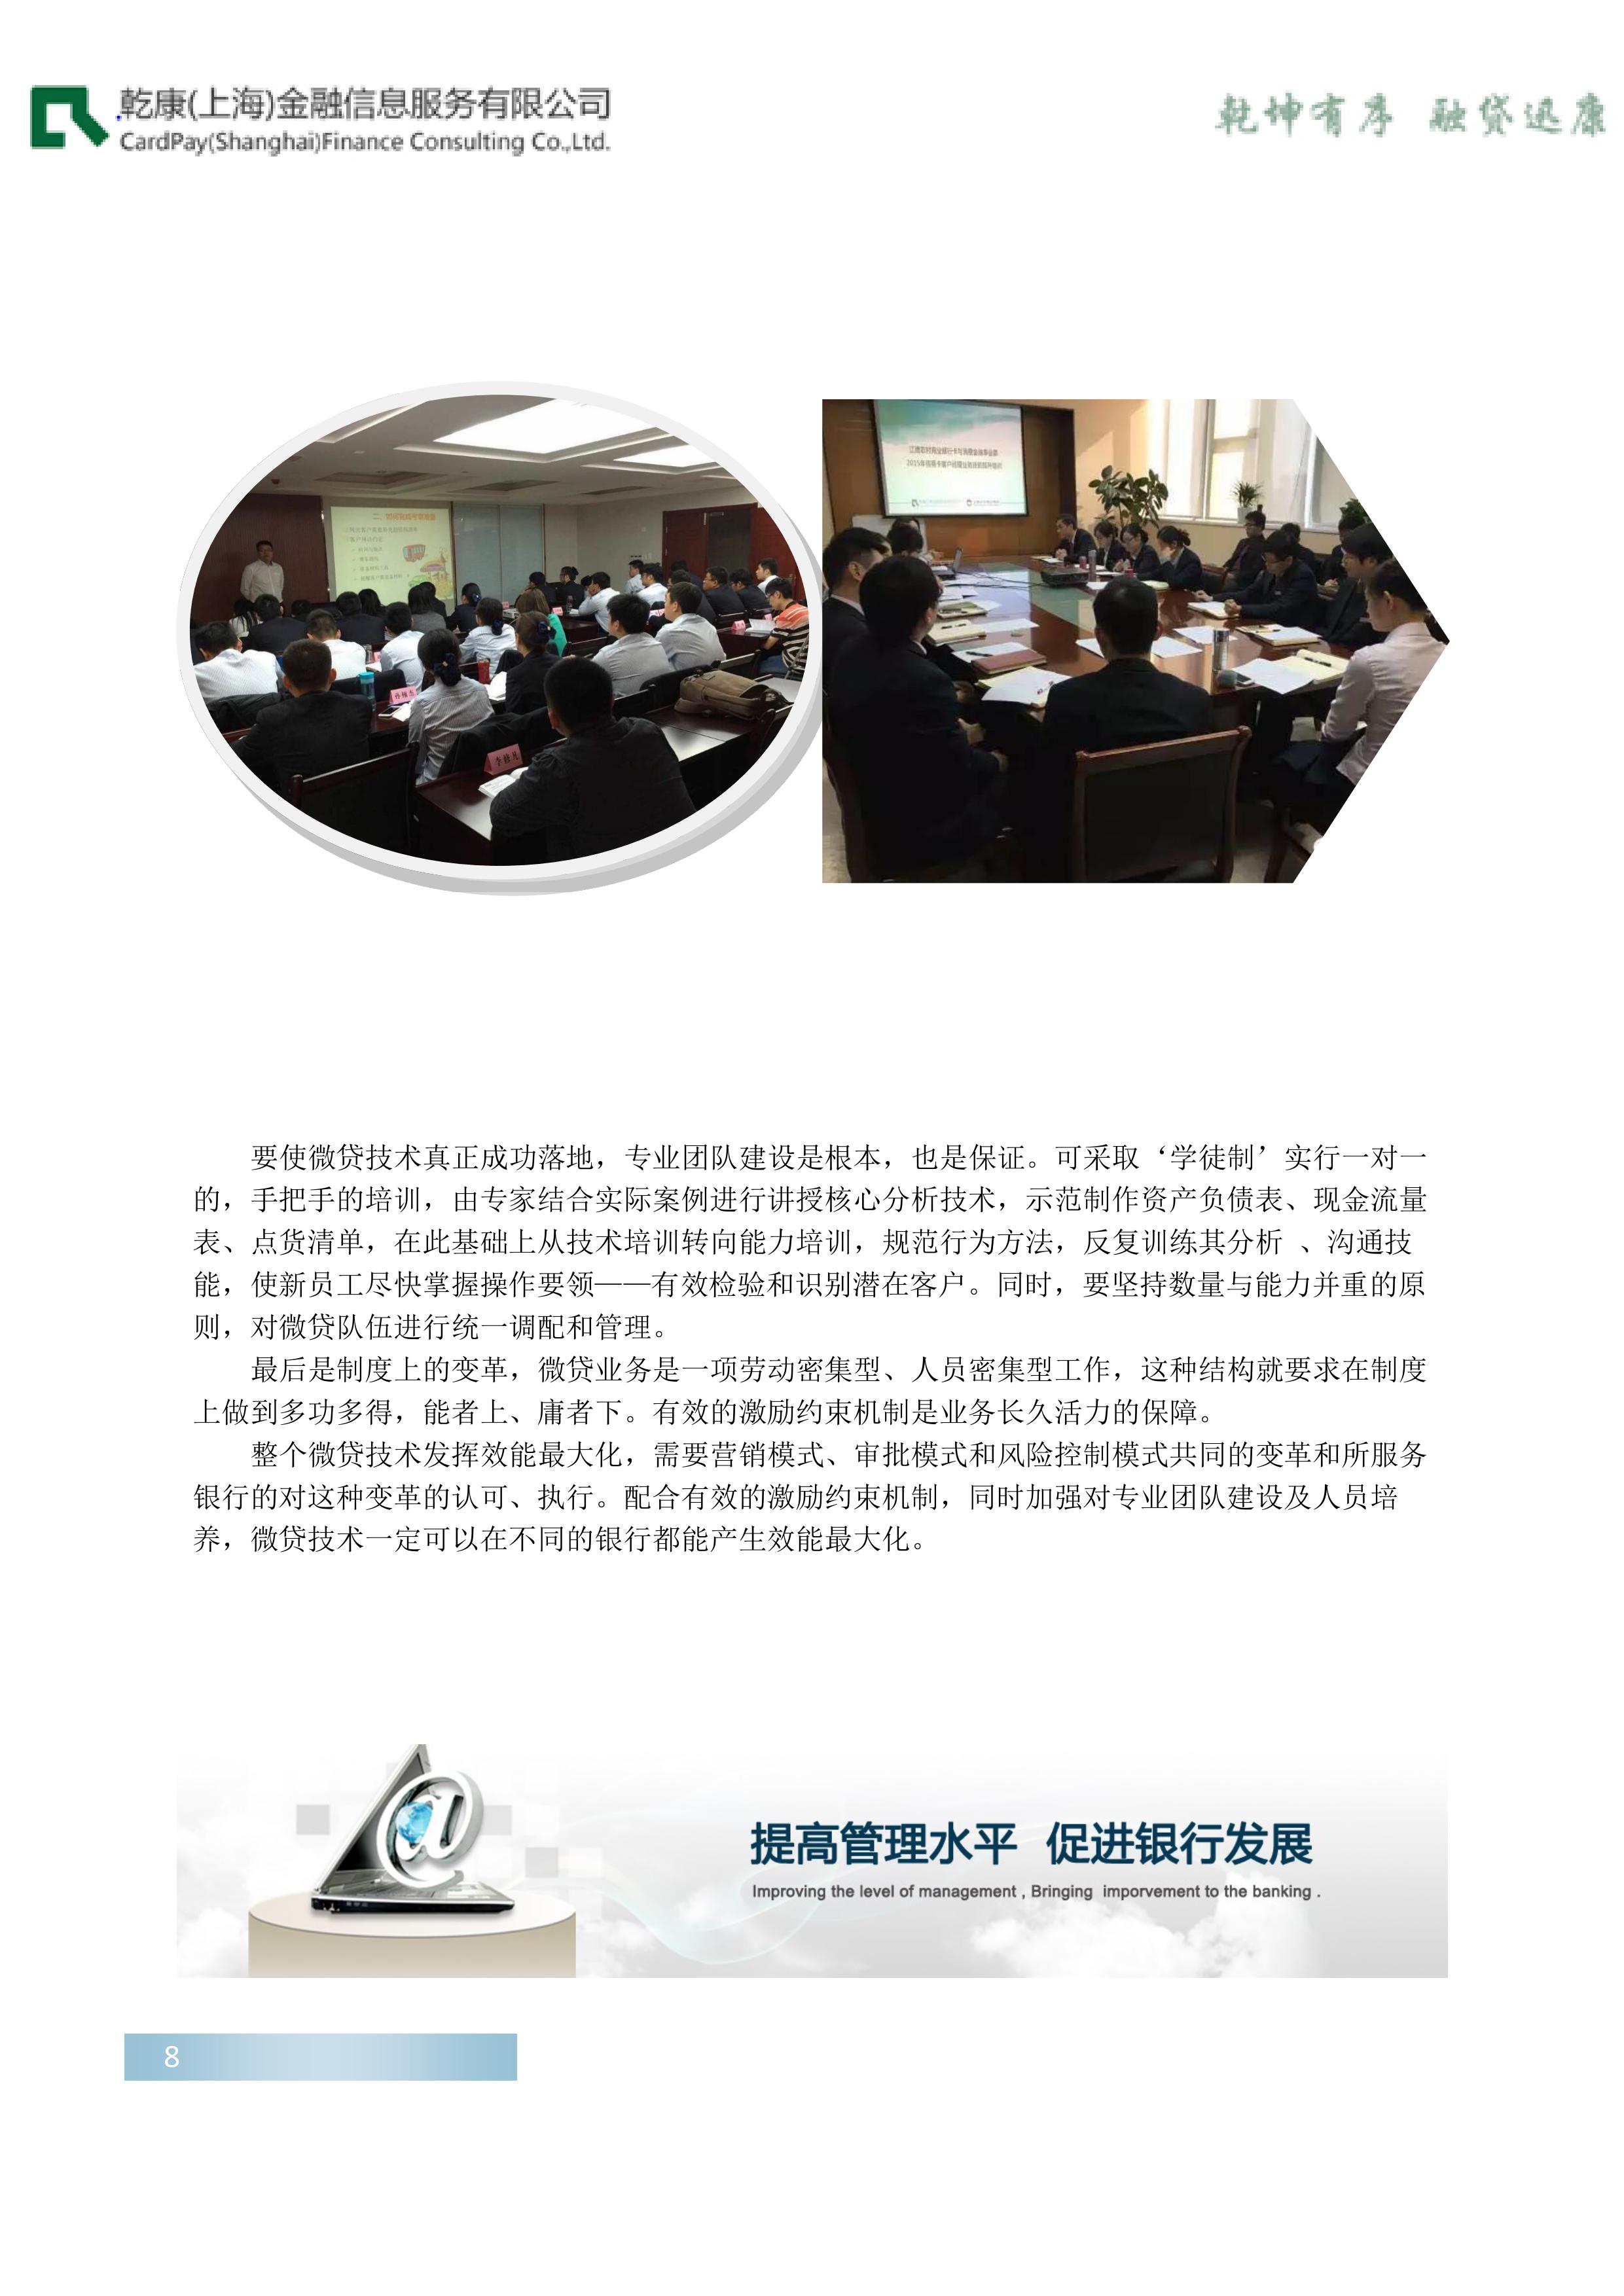 乾康(上海)金融信息服务有限公司
CardPay(Shanghai)Finance Consulting Co.,Ltd.
乾坤有序 融贷迅康
江南农村商业银行卡与消费金融事业部
要使微贷技术真正成功落地，专业团队建设是根本，也是保证。可采取‘学徒制’实行一对一
的，手把手的培训，由专家结合实际案例进行讲授核心分析技术，示范制作资产负债表、现金流量
表、点货清单，在此基础上从技术培训转向能力培训，规范行为方法，反复训练其分析 、沟通技
能，使新员工尽快掌握操作要领——有效检验和识别潜在客户。同时，要坚持数量与能力并重的原
则，对微贷队伍进行统一调配和管理。
最后是制度上的变革，微贷业务是一项劳动密集型、人员密集型工作，这种结构就要求在制度
上做到多功多得，能者上、庸者下。有效的激励约束机制是业务长久活力的保障。
整个微贷技术发挥效能最大化，需要营销模式、审批模式和风险控制模式共同的变革和所服务
银行的对这种变革的认可、执行。配合有效的激励约束机制，同时加强对专业团队建设及人员培
养，微贷技术一定可以在不同的银行都能产生效能最大化。
提高管理水平 促进银行发展
Improving the level of management , Bringing imporvement to the banking .
8